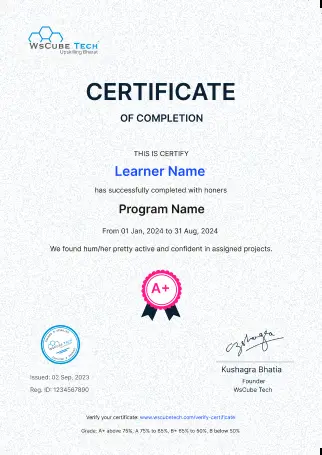 WsCube Tech
Upskilling Bharat
CERTIFICATE
OF COMPLETION
THIS IS CERTIFY
Learner Name
has successfully completed with honers
Program Name
From 01 Jan, 2024 to 31 Aug, 2024
We found hum/her pretty active and confident in assigned projects.
A+
Kushagra Bhatia
Founder
WsCube Tech
Issued: 02 Sep, 2023
Reg. ID: 1234567890
Verify your certificate: www.wscubetech.com/verify-certificate
Grade: A+ above 75%, A 75% to 65%, B+ 65% to 50%, B below 50%